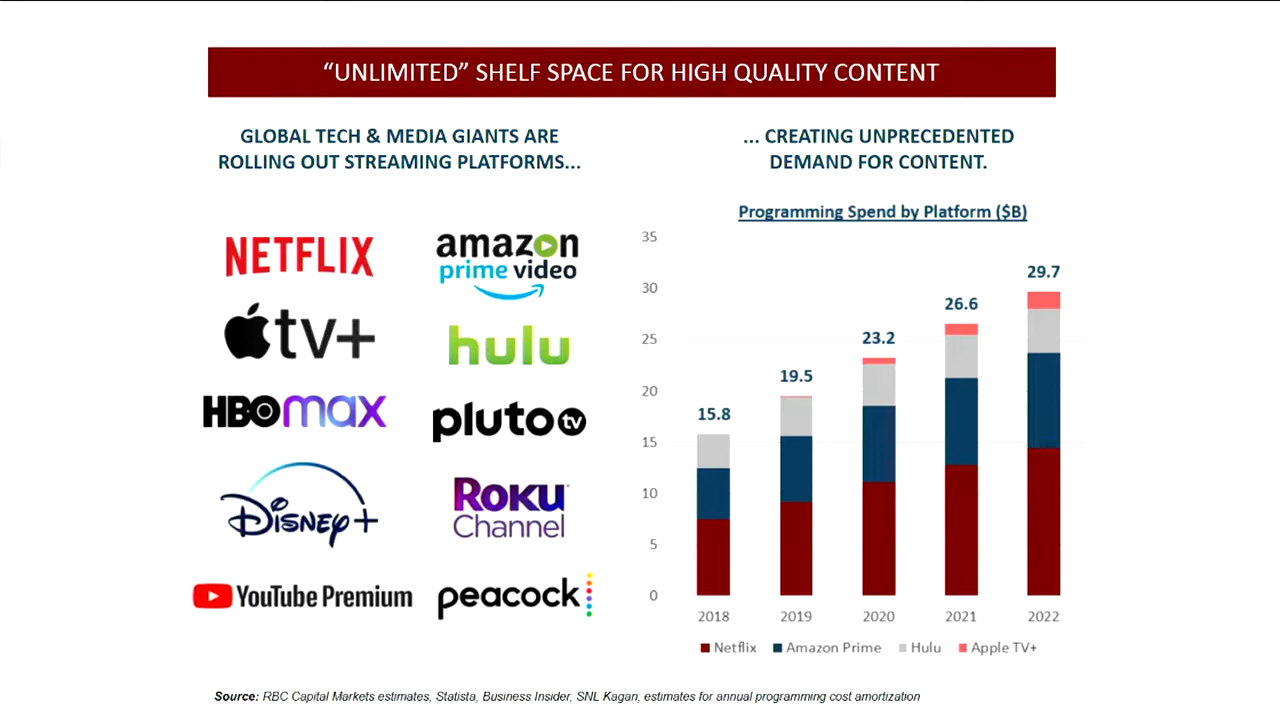 “UNLIMITED” SHELF SPACE FOR HIGH QUALITY CONTENT
GLOBAL TECH & MEDIA GIANTS ARE
ROLLING OUT STREAMING PLATFORMS...
NETFLIX
amazon
prime video
tv+
hulu
HBOmax
pluto tv
Disney+
Roku
Channel
YouTube Premium
peacock
... CREATING UNPRECEDENTED
DEMAND FOR CONTENT.
Programming Spend by Platform ($B)
35
30
25
20
15
10
5
0
15.8
19.5
23.2
26.6
29.7
2018 2019 2020 2021 2022
Netflix Amazon Prime Hulu Apple TV+
Source: RBC Capital Markets estimates, Statista, Business Insider, SNL Kagan; estimates for annual programming cost amortization